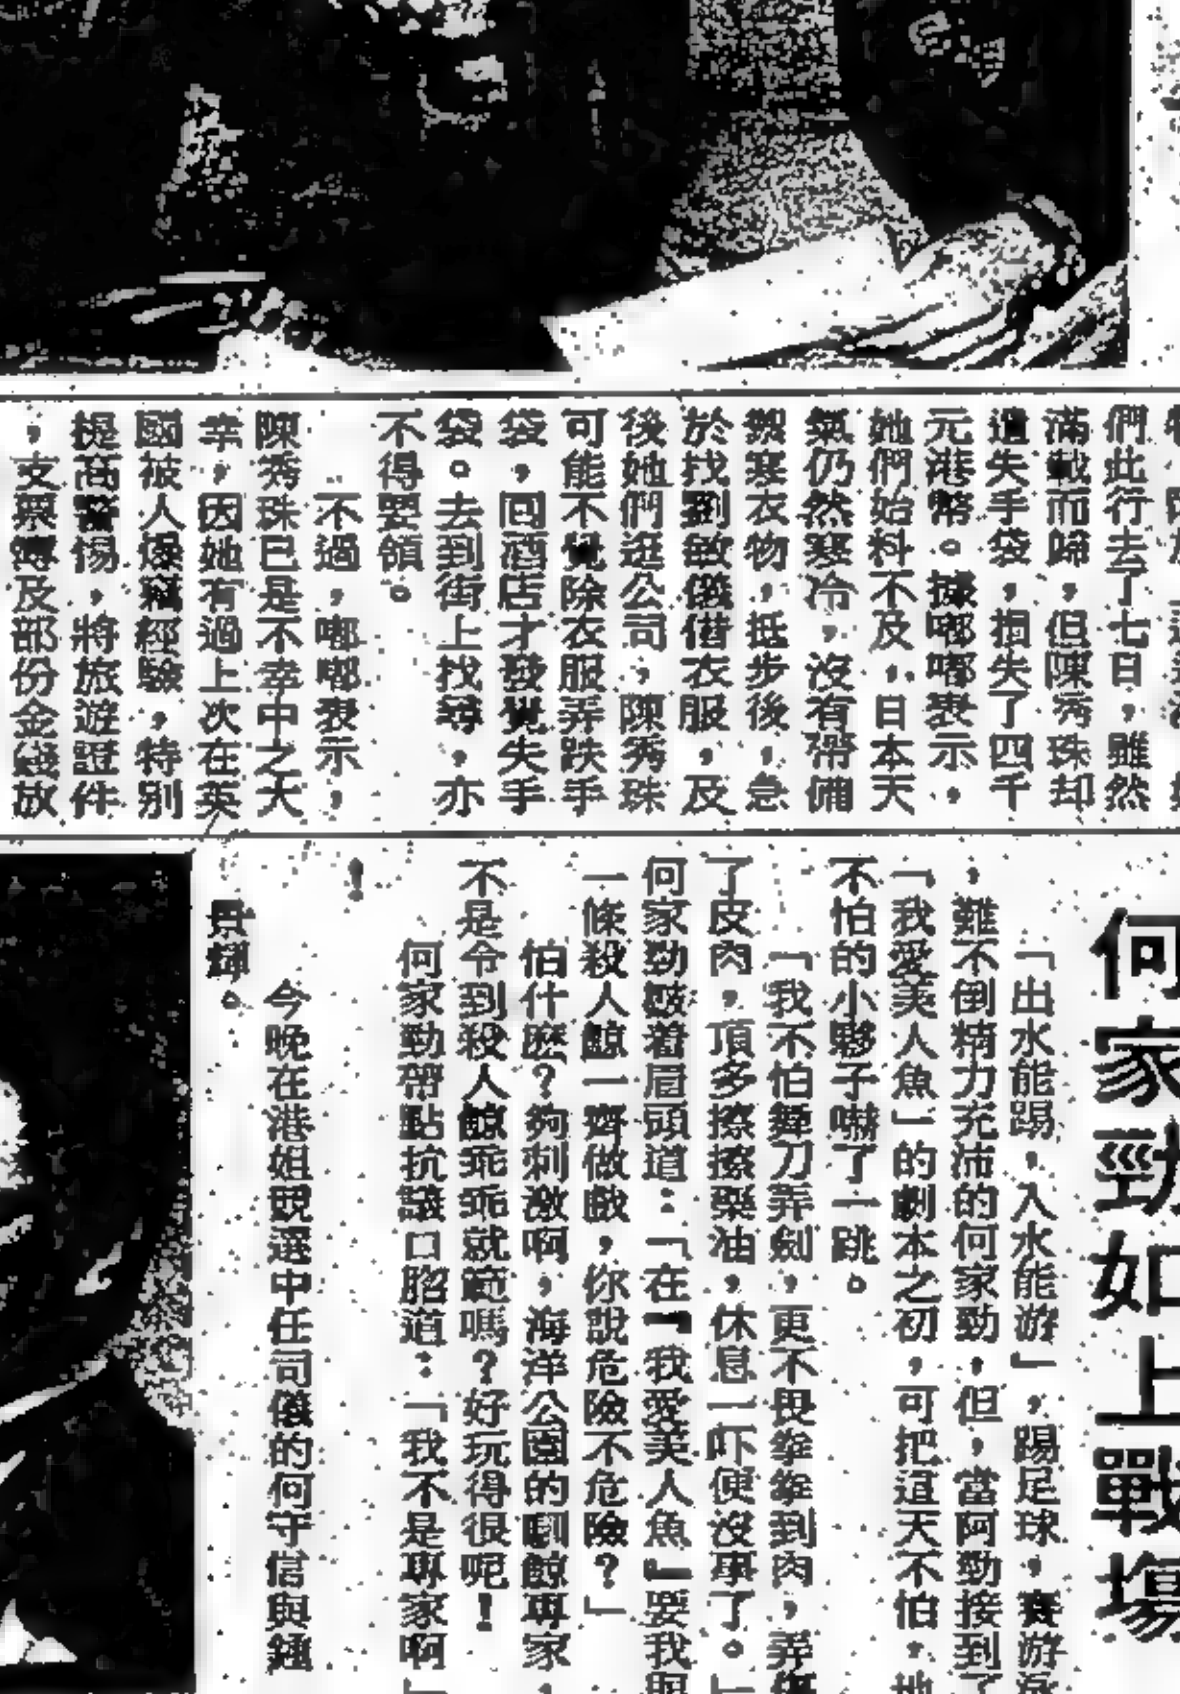 們此行去了七日，雖然
滿載而歸，但陳秀珠却
遺失手袋，損失了四千
元港幣。據嘟嘟表示，
她們始料不及，日本天
氣仍然寒冷，沒有帶備
禦寒衣物，抵步後，急
於找到敏儀借衣服，及
後她們逛公司，陳秀珠
可能不覺除衣服弄跌手
袋，回酒店才發覺失手
袋。去到街上找尋，亦
不得要領。
不過，嘟嘟表示，
陳秀珠已是不幸中之大
幸，因她有過上次在英
國被人爆竊經驗，特別
提高警惕，將旅遊證件
，支票簿及部份金錢放
何家勁如上戰場
「出水能踢，入水能游」，踢足球，賽游泳
，難不倒精力充沛的何家勁，但，當阿勁接到了
「我愛美人魚」的劇本之初，可把這天不怕，地
不怕的小夥子嚇了一跳。
「我不怕舞刀弄劍，更不畏拳拳到肉，弄傷
了皮肉，頂多擦擦藥油，休息一吓便沒事了。」
何家勁皺着眉頭道：「在『我愛美人魚』要我跟
一條殺人鯨一齊做戲，你說危險不危險？」
怕什麽？夠刺激啊，海洋公園的馴鯨專家，
不是令到殺人鯨乖乖就範嗎？好玩得很呢！
何家勁帶點抗議口脗道：「我不是專家啊」
！
今晚在港姐競選中任司儀的何守信與鍾
景輝。